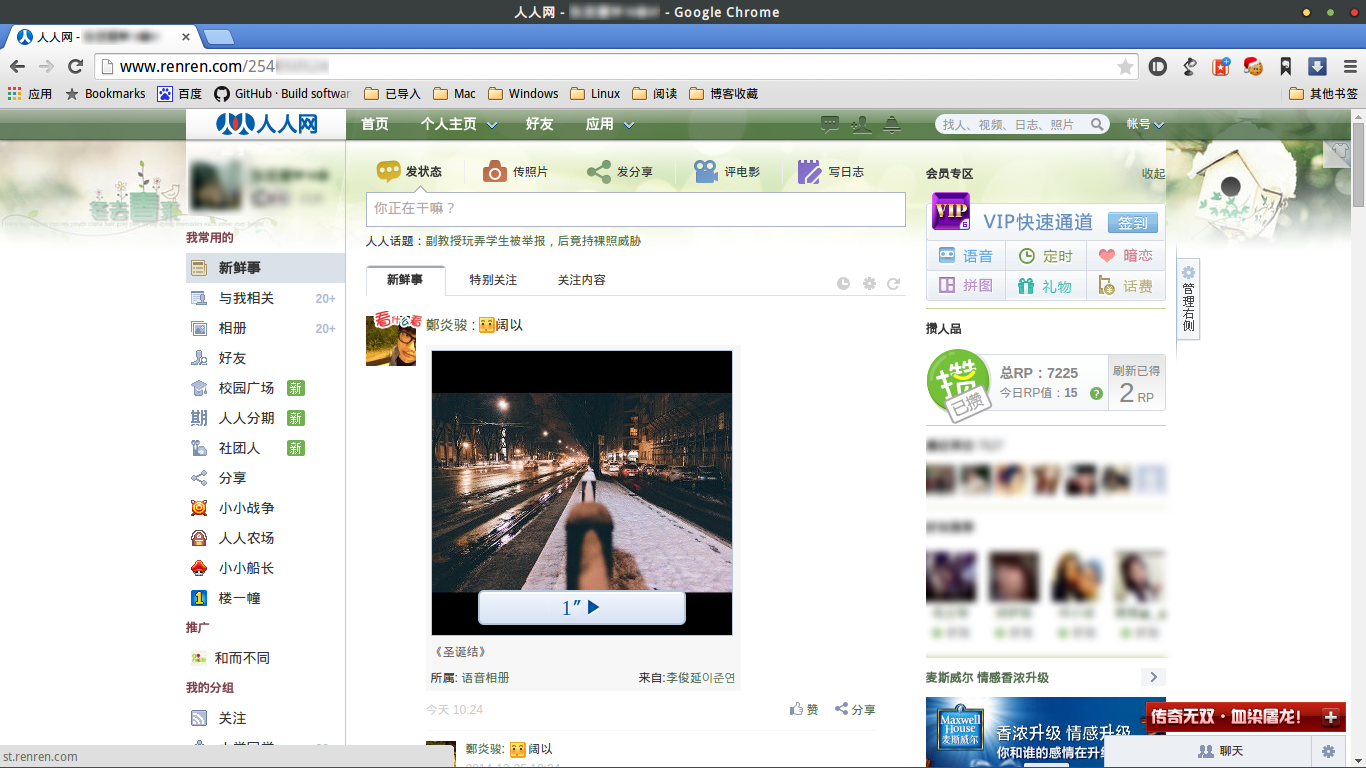 人人网 - - Google Chrome
人人网 -
www.renren.com/254
应用 Bookmarks 百度 GitHub · Build softwar 已导入 Mac Windows Linux 阅读 博客收藏 其他书签
人人网 首页 个人主页 好友 应用 找人、视频、日志、照片 帐号
冬去春来
发状态 传照片 发分享 评电影 写日志
你正在干嘛？
人人话题：副教授玩弄学生被举报，后竟持裸照威胁
新鲜事 特别关注 关注内容
我常用的
新鲜事
与我相关 20+
相册 20+
好友
校园广场 新
人人分期 新
社团人 新
分享
小小战争
人人农场
小小船长
楼一幢
推广
和而不同
我的分组
关注
看什么看
鄭炎骏：阔以
1″
《圣诞结》
所属: 语音相册 来自:李俊延이준연
今天 10:24 赞 分享
鄭炎骏: 阔以
会员专区 收起
VIP 6 VIP快速通道 签到
语音 定时 暗恋
拼图 礼物 话费
管理右侧
攒人品
攒 已攒
总RP：7225
今日RP值：15 ?
刷新已得
2 RP
麦斯威尔 情感香浓升级
Maxwell House 麦斯威尔
香浓升级 情感升级
你和谁的感情在升级
传奇无双·血染屠龙!
聊天
st.renren.com